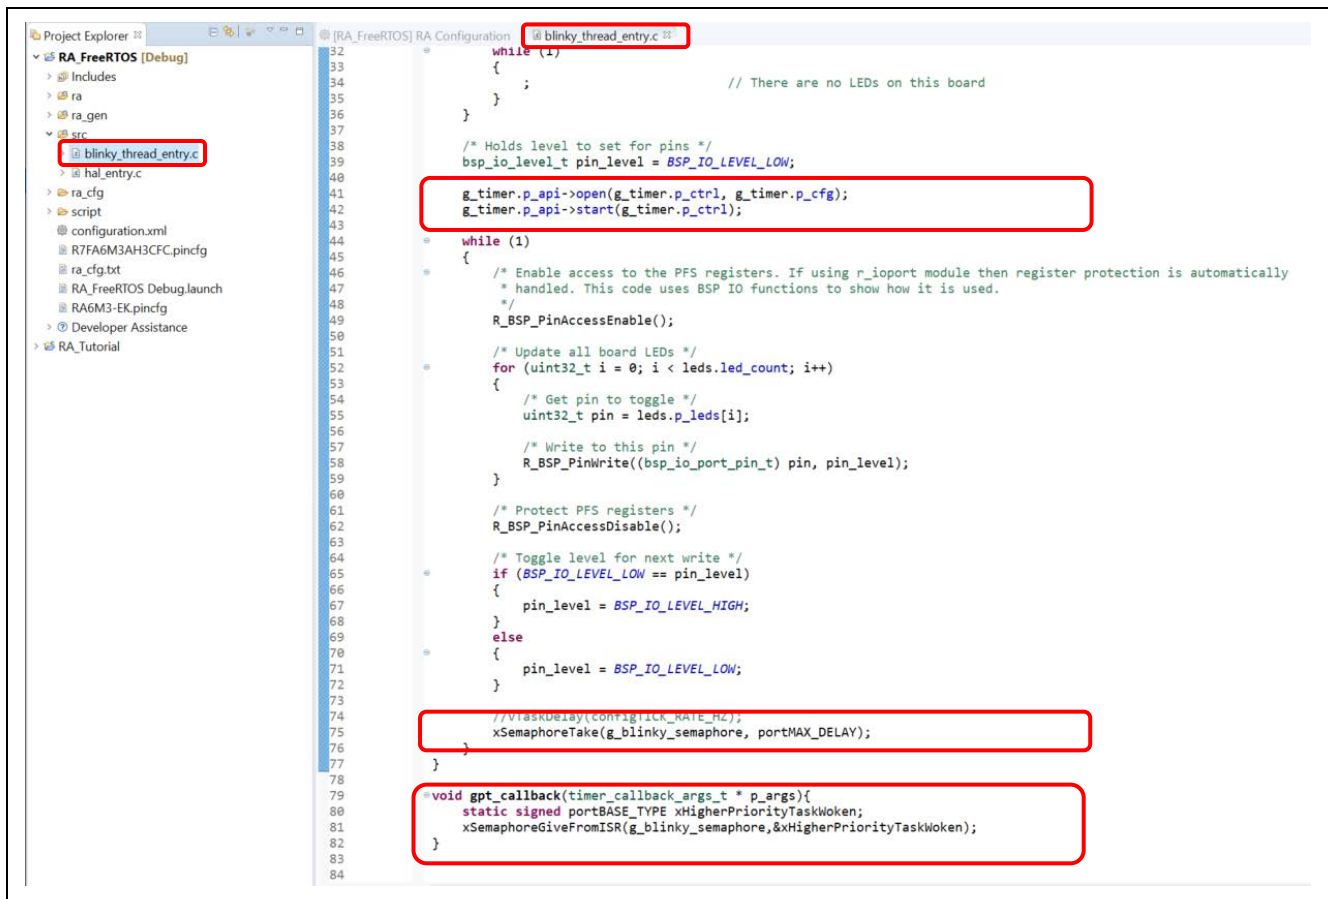 Project Explorer
RA_FreeRTOS [Debug]
Includes
ra
ra_gen
src
blinky_thread_entry.c
hal_entry.c
ra_cfg
script
configuration.xml
R7FA6M3AH3CFC.pincfg
ra_cfg.txt
RA_FreeRTOS Debug.launch
RA6M3-EK.pincfg
Developer Assistance
RA_Tutorial
[RA_FreeRTOS] RA Configuration blinky_thread_entry.c
32 while (1)
33 {
34 ; // There are no LEDs on this board
35 }
36 }
37
38 /* Holds level to set for pins */
39 bsp_io_level_t pin_level = BSP_IO_LEVEL_LOW;
40
41 g_timer.p_api->open(g_timer.p_ctrl, g_timer.p_cfg);
42 g_timer.p_api->start(g_timer.p_ctrl);
43
44 while (1)
45 {
46 /* Enable access to the PFS registers. If using r_ioport module then register protection is automatically
47 * handled. This code uses BSP IO functions to show how it is used.
48 */
49 R_BSP_PinAccessEnable();
50
51 /* Update all board LEDs */
52 for (uint32_t i = 0; i < leds.led_count; i++)
53 {
54 /* Get pin to toggle */
55 uint32_t pin = leds.p_leds[i];
56
57 /* Write to this pin */
58 R_BSP_PinWrite((bsp_io_port_pin_t) pin, pin_level);
59 }
60
61 /* Protect PFS registers */
62 R_BSP_PinAccessDisable();
63
64 /* Toggle level for next write */
65 if (BSP_IO_LEVEL_LOW == pin_level)
66 {
67 pin_level = BSP_IO_LEVEL_HIGH;
68 }
69 else
70 {
71 pin_level = BSP_IO_LEVEL_LOW;
72 }
73
74 //vTaskDelay(configTICK_RATE_HZ);
75 xSemaphoreTake(g_blinky_semaphore, portMAX_DELAY);
76 }
77 }
78
79 void gpt_callback(timer_callback_args_t * p_args){
80 static signed portBASE_TYPE xHigherPriorityTaskWoken;
81 xSemaphoreGiveFromISR(g_blinky_semaphore,&xHigherPriorityTaskWoken);
82 }
83
84